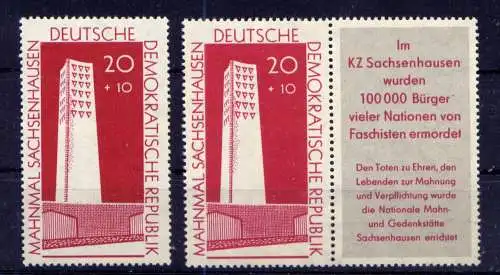 DEUTSCHE
DEMOKRATISCHE REPUBLIK
MAHNMAL SACHSENHAUSEN
20
+ 10
DEUTSCHE
DEMOKRATISCHE REPUBLIK
MAHNMAL SACHSENHAUSEN
20
+ 10
Im
KZ Sachsenhausen
wurden
100 000 Bürger
vieler Nationen von
Faschisten ermordet
Den Toten zu Ehren, den
Lebenden zur Mahnung
und Verpflichtung wurde
die Nationale Mahn-
und Gedenkstätte
Sachsenhausen errichtet